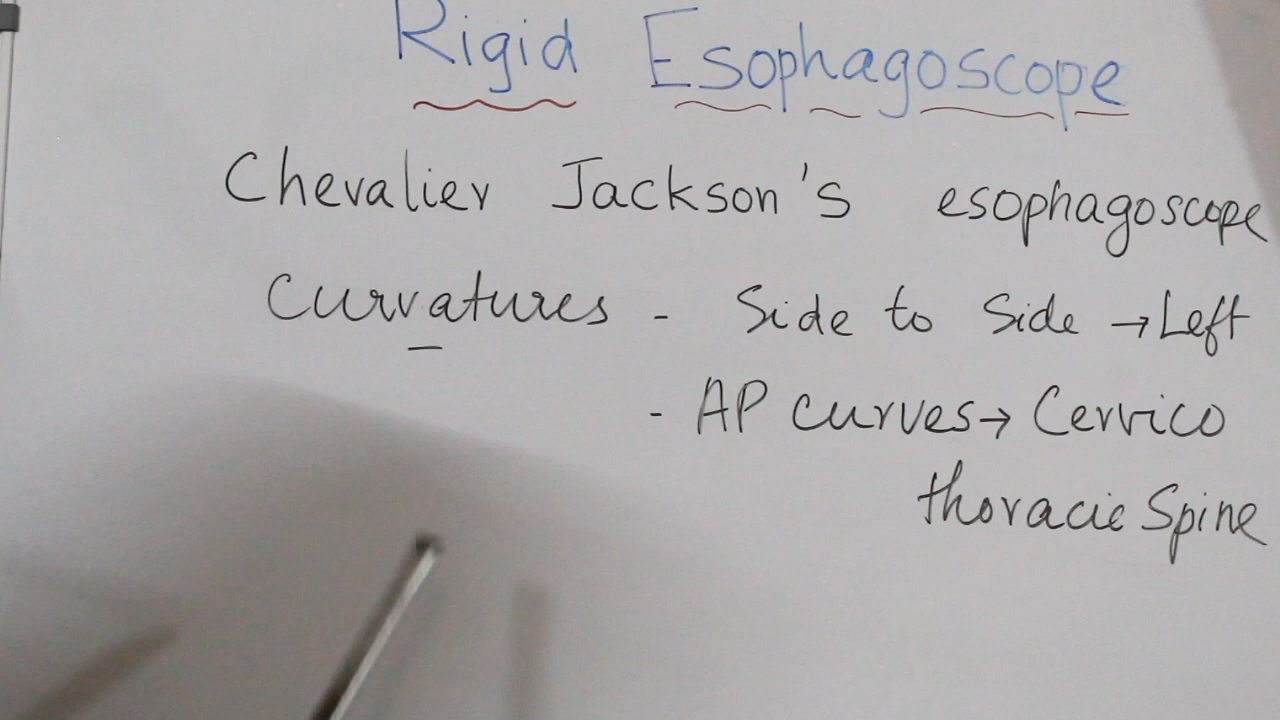 Rigid Esophagoscope
Chevalier Jackson's esophagoscope
Curvatures - Side to Side → Left
- AP curves → Cervico
thoracic Spine